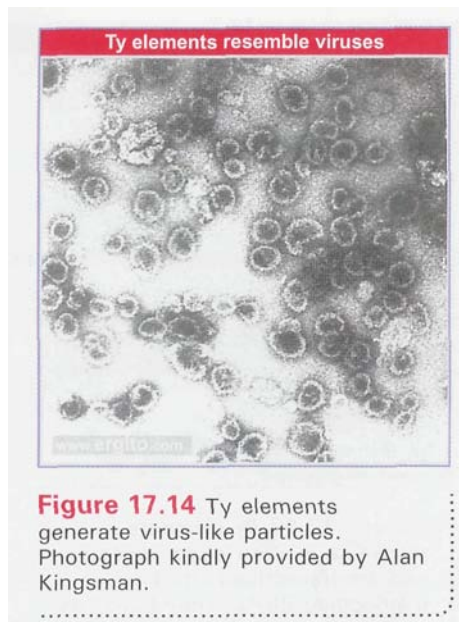 Ty elements resemble viruses
www.ergito.com
Figure 17.14 Ty elements
generate virus-like particles.
Photograph kindly provided by Alan
Kingsman.